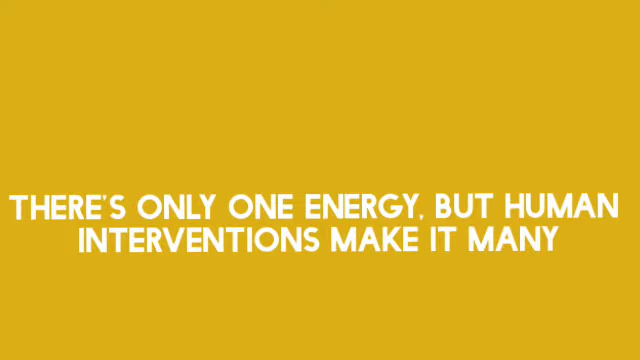 THERE'S ONLY ONE ENERGY, BUT HUMAN
INTERVENTIONS MAKE IT MANY